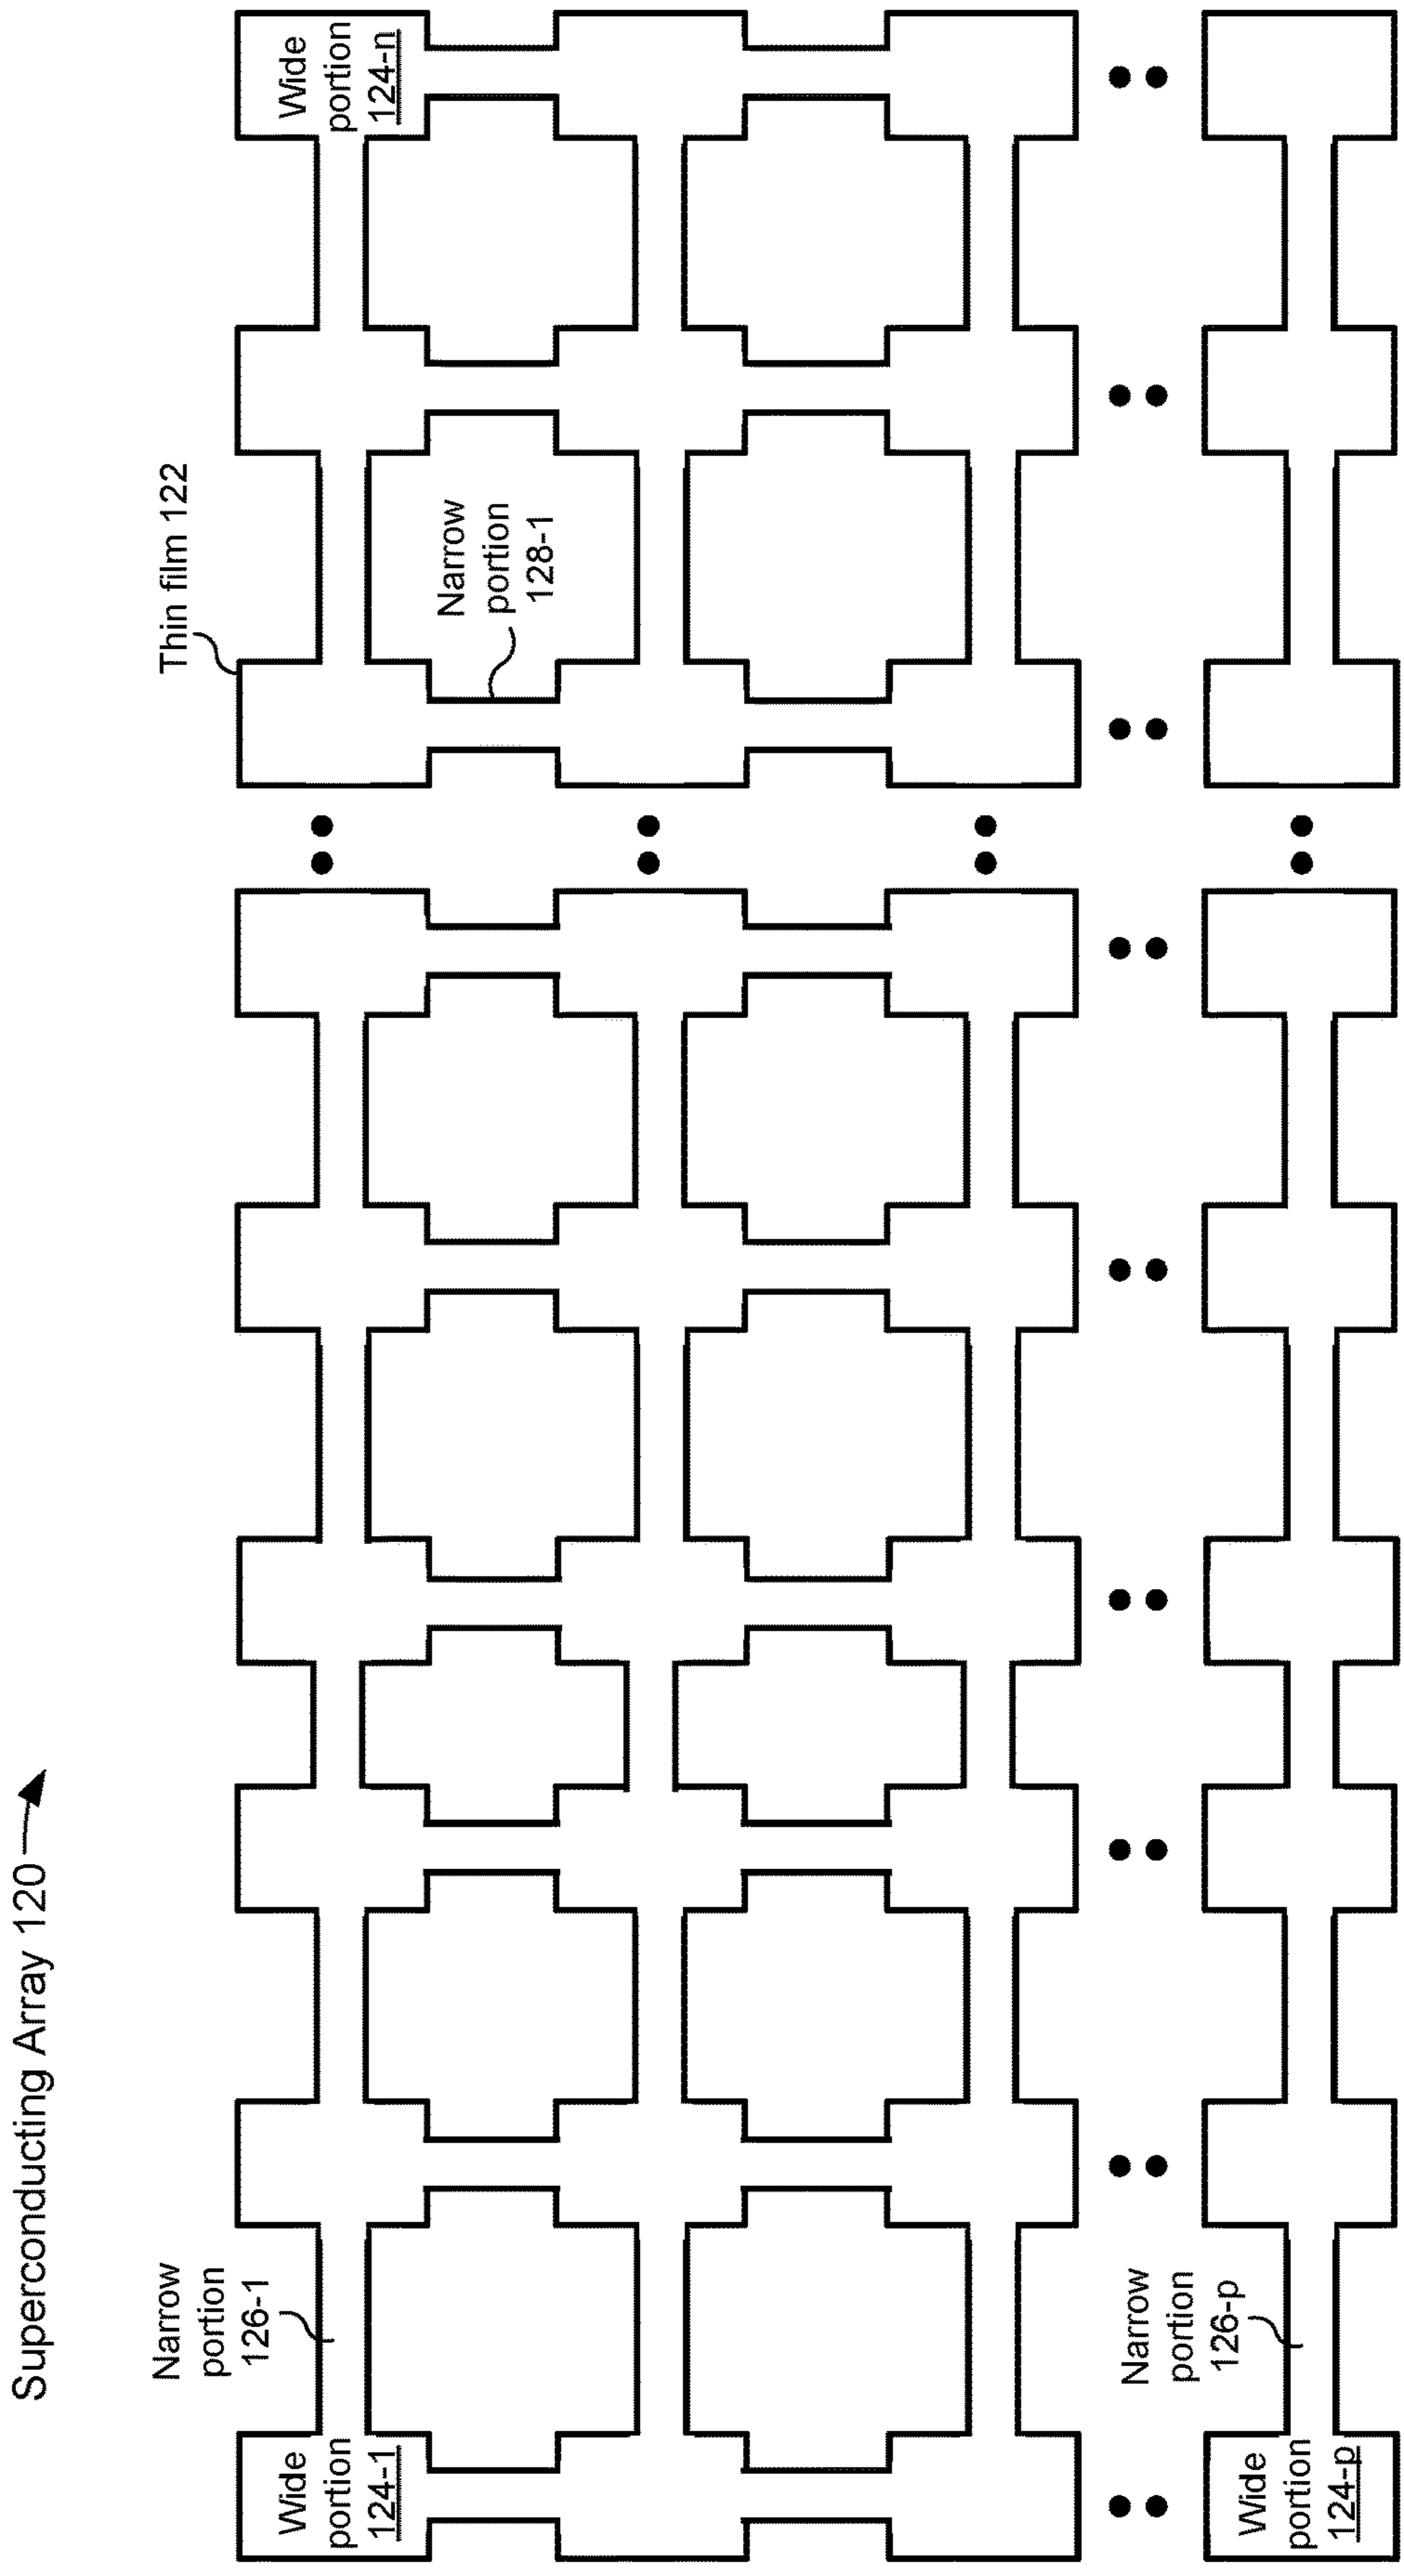 Superconducting Array 120
Thin film 122
Narrow
portion
126-1
Wide
portion
124-1
Wide
portion
124-n
Narrow
portion
128-1
Narrow
portion
126-p
Wide
portion
124-p